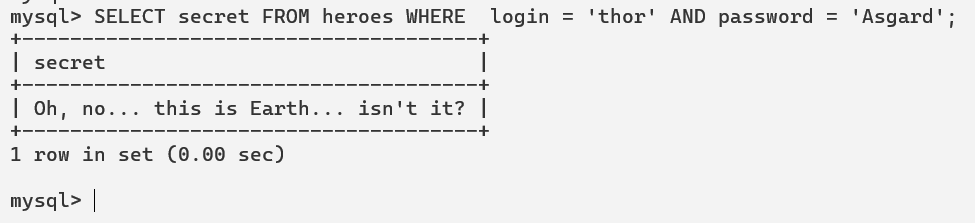 mysql> SELECT secret FROM heroes WHERE  login = 'thor' AND password = 'Asgard';
+--------------------------------------+
| secret                               |
+--------------------------------------+
| Oh, no... this is Earth... isn't it? |
+--------------------------------------+
1 row in set (0.00 sec)
mysql>